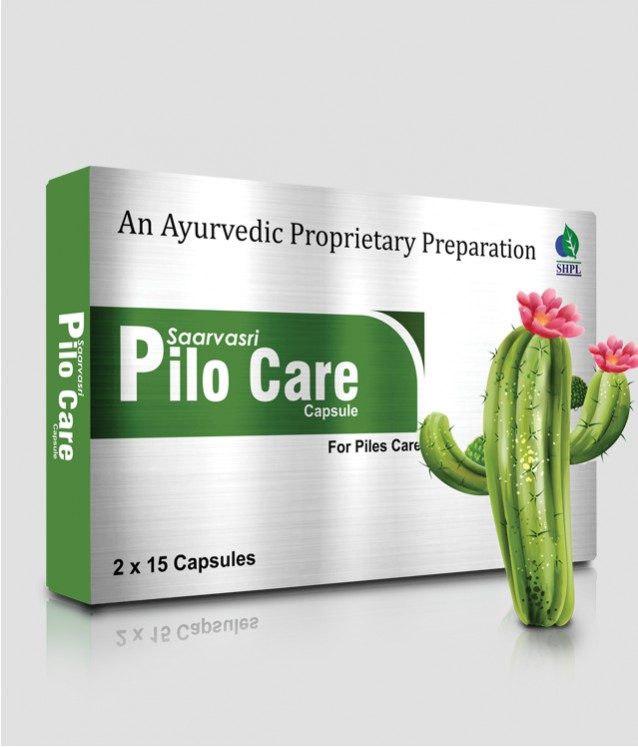 An Ayurvedic Proprietary Preparation
SHPL
Saarvasri
Pilo Care
Capsule
For Piles Care
2 x 15 Capsules
Saarvasri
Pilo Care
Capsule
2 x 15 Capsules